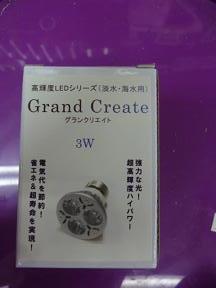 高輝度LEDシリーズ（淡水・海水用）
Grand Create
グランクリエイト
3W
強力な光！
超高輝度ハイパワー
電気代を節約！
省エネ＆超寿命を実現！